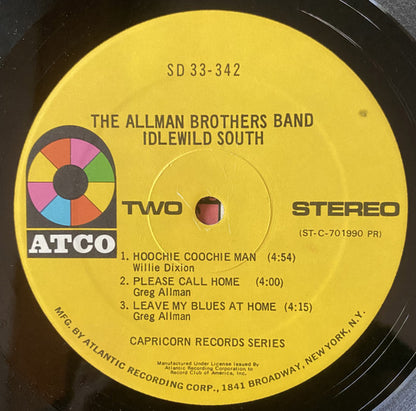 SD 33-342
THE ALLMAN BROTHERS BAND
IDLEWILD SOUTH
ATCO
TWO
STEREO
(ST-C-701990 PR)
1. HOOCHIE COOCHIE MAN (4:54)
Willie Dixion
2. PLEASE CALL HOME (4:00)
Greg Allman
3. LEAVE MY BLUES AT HOME (4:15)
Greg Allman
CAPRICORN RECORDS SERIES
Manufactured Under License Issued By
Atlantic Recording Corporation to
Record Club of America, Inc.
MFG. BY ATLANTIC RECORDING CORP., 1841 BROADWAY, NEW YORK, N.Y.